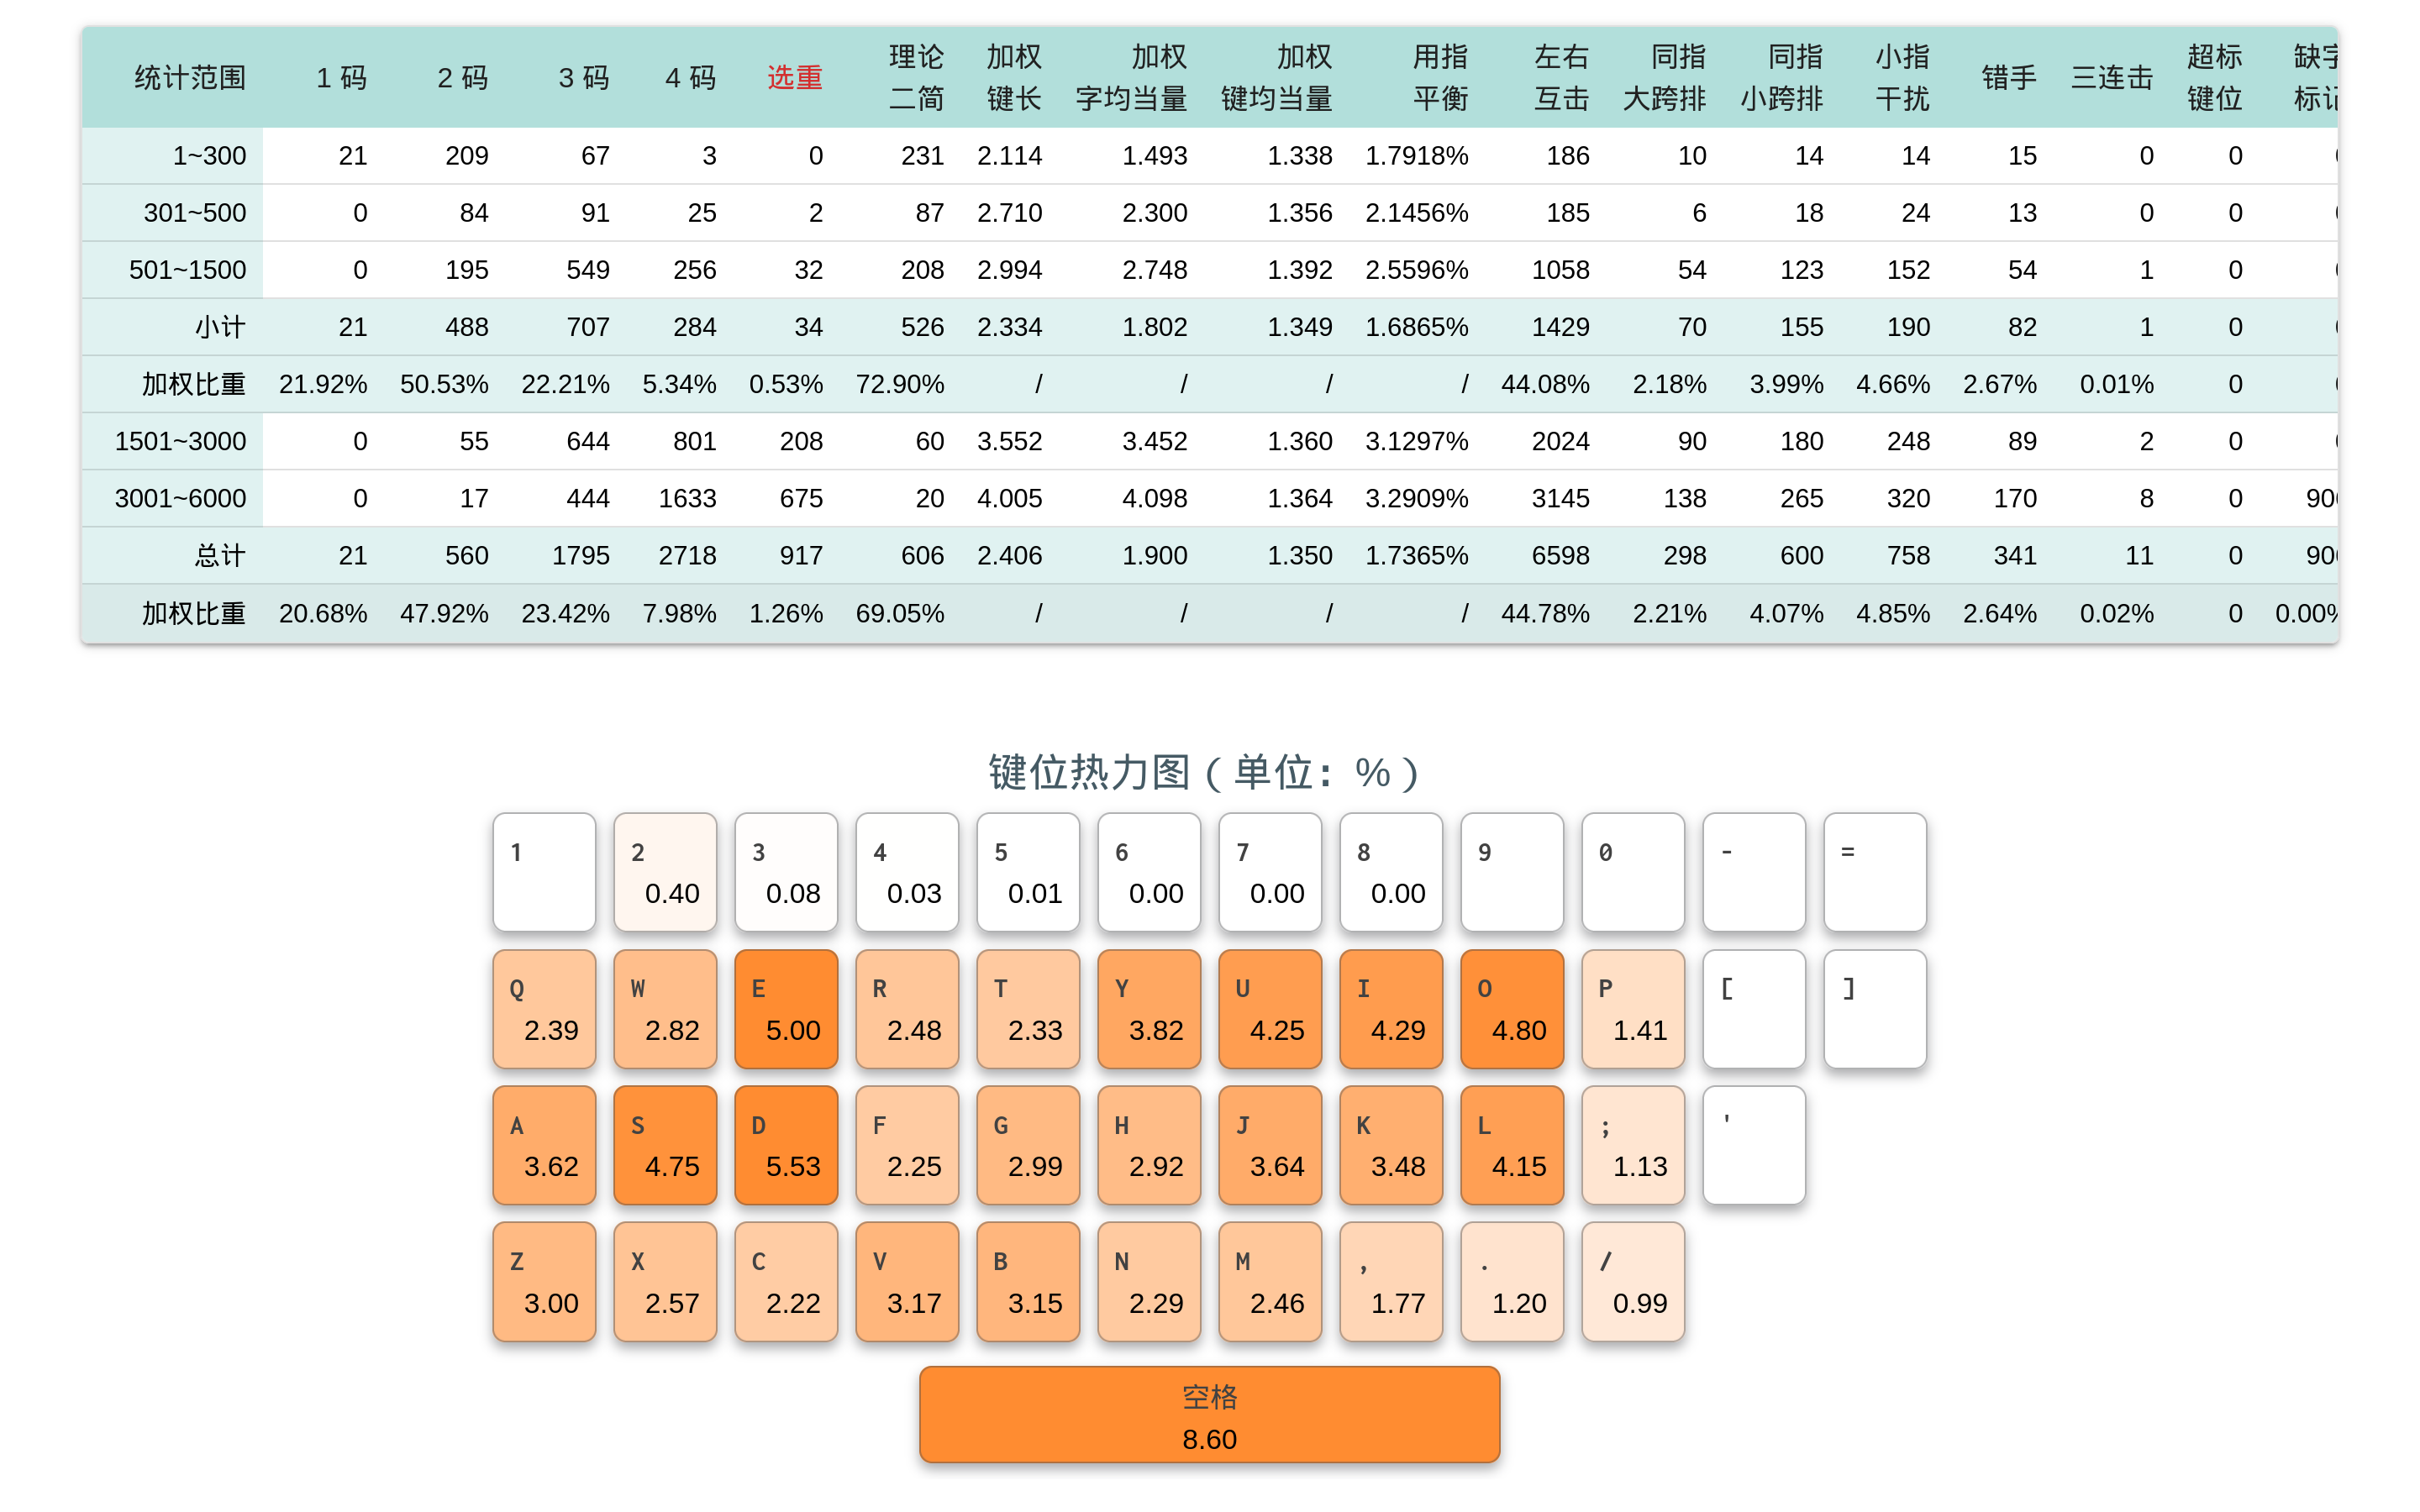 统计范围 1 码 2 码 3 码 4 码 选重 理论二简 加权键长 加权字均当量 加权键均当量 用指平衡 左右互击 同指大跨排 同指小跨排 小指干扰 错手 三连击 超标键位 缺字标记
1~300 21 209 67 3 0 231 2.114 1.493 1.338 1.7918% 186 10 14 14 15 0 0
301~500 0 84 91 25 2 87 2.710 2.300 1.356 2.1456% 185 6 18 24 13 0 0
501~1500 0 195 549 256 32 208 2.994 2.748 1.392 2.5596% 1058 54 123 152 54 1 0
小计 21 488 707 284 34 526 2.334 1.802 1.349 1.6865% 1429 70 155 190 82 1 0
加权比重 21.92% 50.53% 22.21% 5.34% 0.53% 72.90% / / / / 44.08% 2.18% 3.99% 4.66% 2.67% 0.01% 0
1501~3000 0 55 644 801 208 60 3.552 3.452 1.360 3.1297% 2024 90 180 248 89 2 0
3001~6000 0 17 444 1633 675 20 4.005 4.098 1.364 3.2909% 3145 138 265 320 170 8 0
总计 21 560 1795 2718 917 606 2.406 1.900 1.350 1.7365% 6598 298 600 758 341 11 0
加权比重 20.68% 47.92% 23.42% 7.98% 1.26% 69.05% / / / / 44.78% 2.21% 4.07% 4.85% 2.64% 0.02% 0 0.00%
键位热力图（单位：%）
1 2 3 4 5 6 7 8 9 0 - =
0.40 0.08 0.03 0.01 0.00 0.00 0.00
Q W E R T Y U I O P [ ]
2.39 2.82 5.00 2.48 2.33 3.82 4.25 4.29 4.80 1.41
A S D F G H J K L ; '
3.62 4.75 5.53 2.25 2.99 2.92 3.64 3.48 4.15 1.13
Z X C V B N M , . /
3.00 2.57 2.22 3.17 3.15 2.29 2.46 1.77 1.20 0.99
空格
8.60